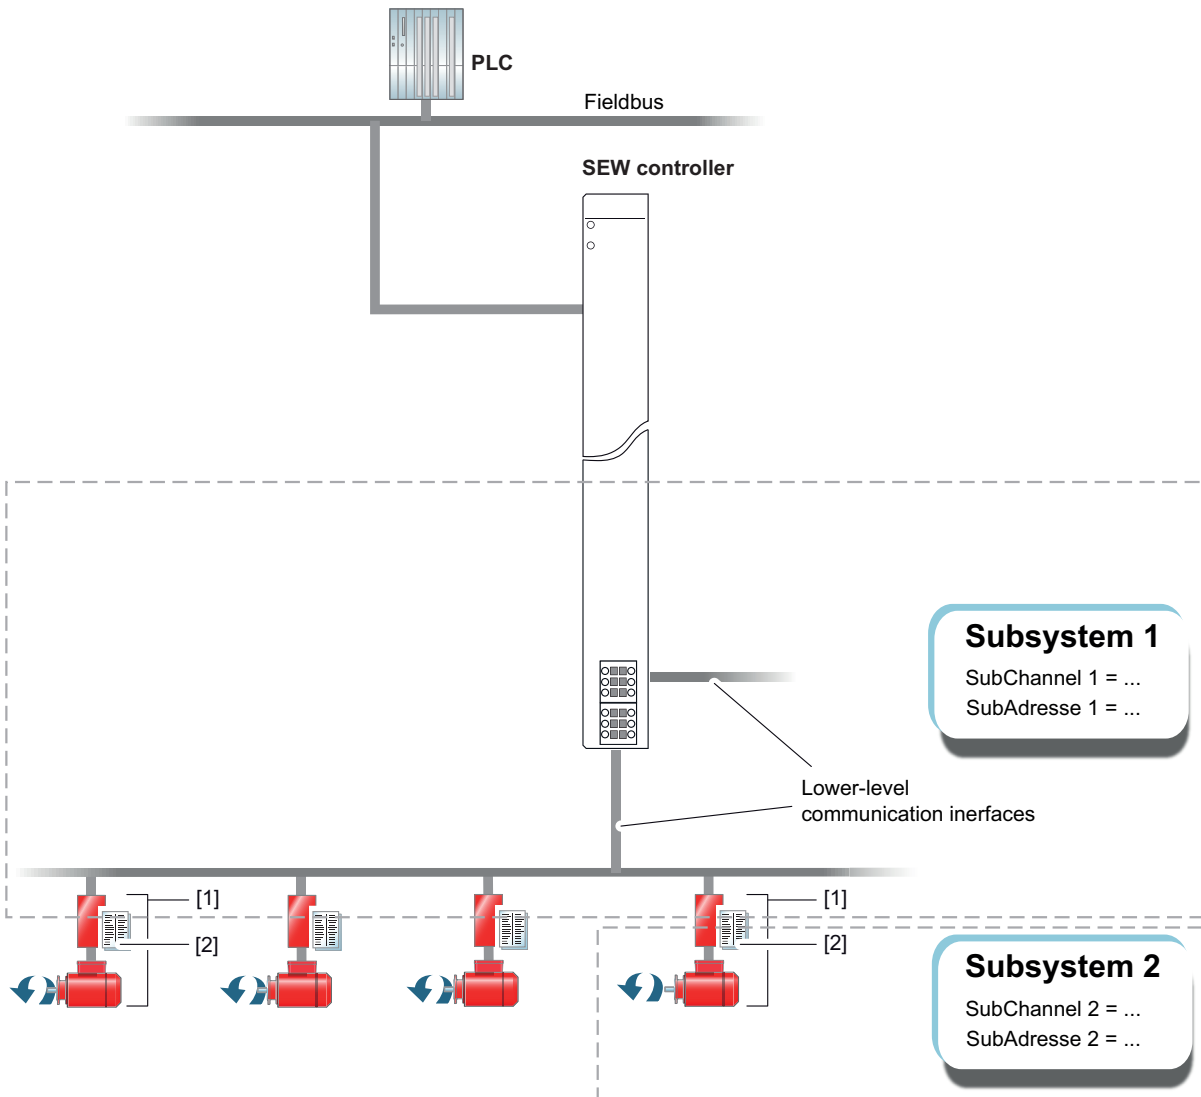 PLC
Fieldbus
SEW controller
Subsystem 1
SubChannel 1 = ...
SubAdresse 1 = ...
Lower-level
communication inerfaces
[1]
[2]
[1]
[2]
Subsystem 2
SubChannel 2 = ...
SubAdresse 2 = ...